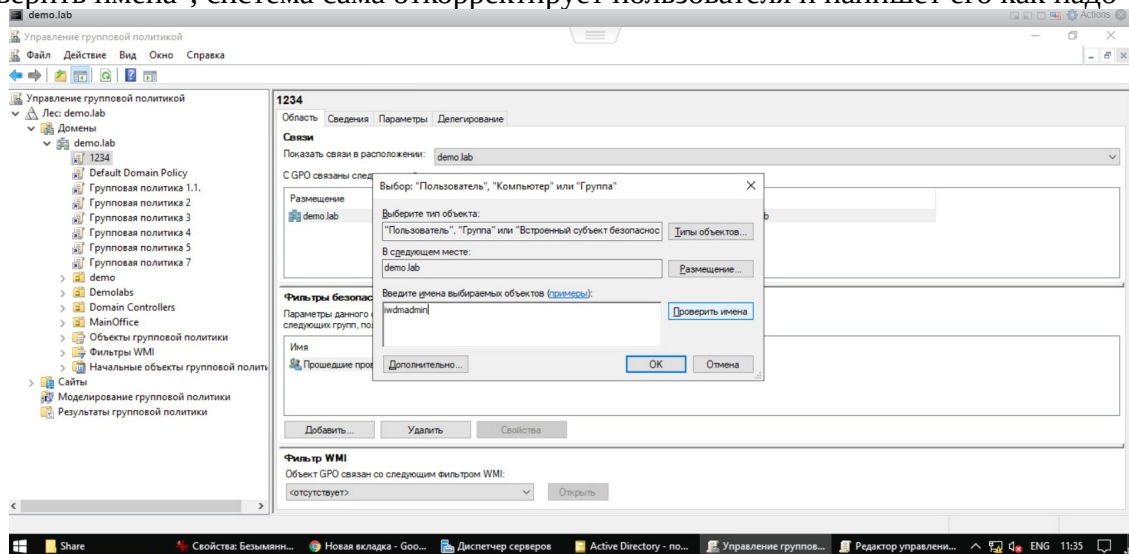 верить имена", система сама откорректирует пользователя и напишет его как надо
demo.lab
Actions
Управление групповой политикой
Файл Действие Вид Окно Справка
Управление групповой политикой
Лес: demo.lab
Домены
demo.lab
1234
Default Domain Policy
Групповая политика 1.1.
Групповая политика 2
Групповая политика 3
Групповая политика 4
Групповая политика 5
Групповая политика 7
demo
Demolabs
Domain Controllers
MainOffice
Объекты групповой политики
Фильтры WMI
Начальные объекты групповой полити
Сайты
Моделирование групповой политики
Результаты групповой политики
1234
Область Сведения Параметры Делегирование
Связи
Показать связи в расположении: demo.lab
С GPO связаны след
Размещение
demo.lab
b
Фильтры безопас
Параметры данного
следующих групп, по
Имя
Прошедшие пров
Добавить... Удалить Свойства
Фильтр WMI
Объект GPO связан со следующим фильтром WMI:
<отсутствует> Открыть
Выбор: "Пользователь", "Компьютер" или "Группа"
Выберите тип объекта:
"Пользователь", "Группа" или "Встроенный субъект безопаснос Типы объектов...
В следующем месте:
demo.lab Размещение...
Введите имена выбираемых объектов (примеры):
iwdmadmin Проверить имена
Дополнительно... ОК Отмена
Share Свойства: Безымянн... Новая вкладка - Goo... Диспетчер серверов Active Directory - по... Управление группов... Редактор управлени... ENG 11:35